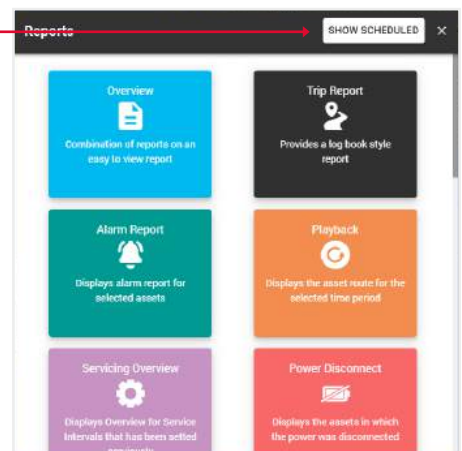 Reports
SHOW SCHEDULED
×
Overview
Combination of reports on an
easy to view report
Trip Report
Provides a log book style
report
Alarm Report
Displays alarm report for
selected assets
Playback
Displays the asset route for the
selected time period
Servicing Overview
Displays Overview for Service
Intervals that has been setted
previously
Power Disconnect
Displays the assets in which
the power was disconnected